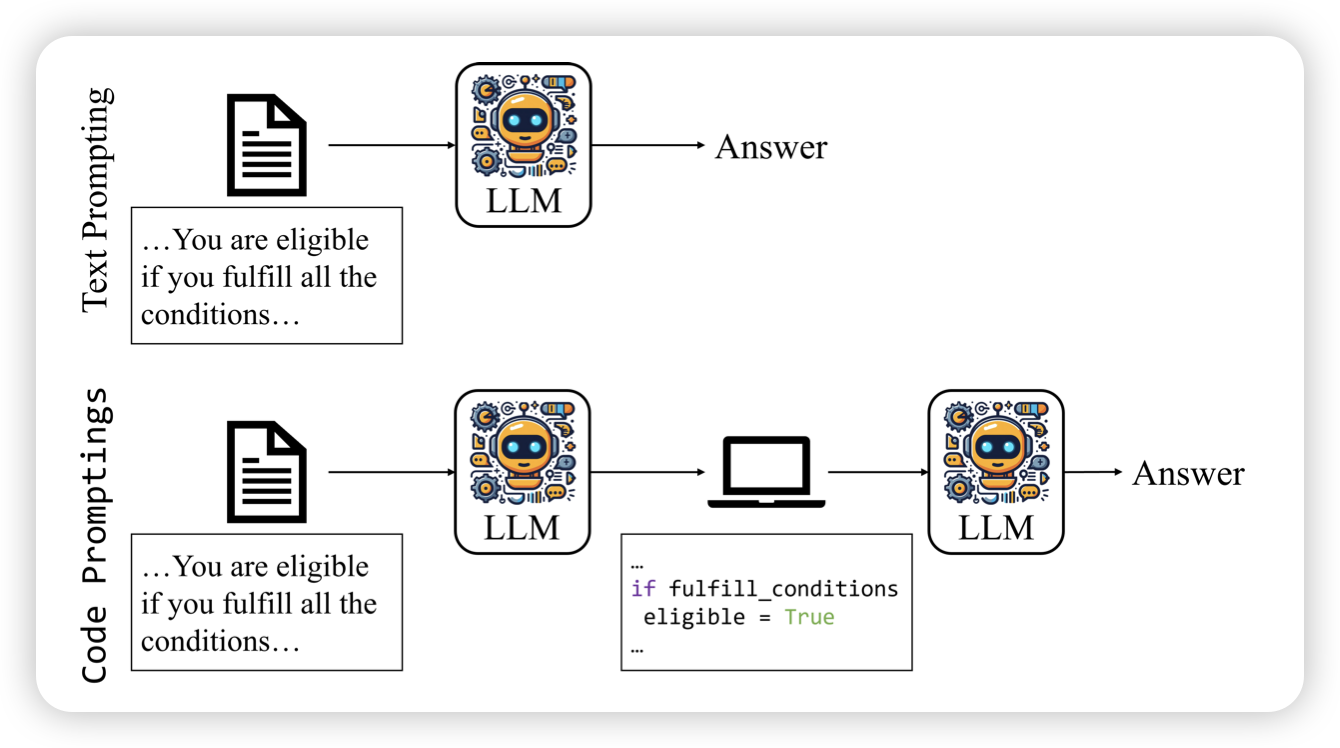 Text Prompting
LLM
Answer
…You are eligible
if you fulfill all the
conditions…
Code Promptings
LLM
LLM
Answer
…You are eligible
if you fulfill all the
conditions…
…
if fulfill_conditions
eligible = True
…